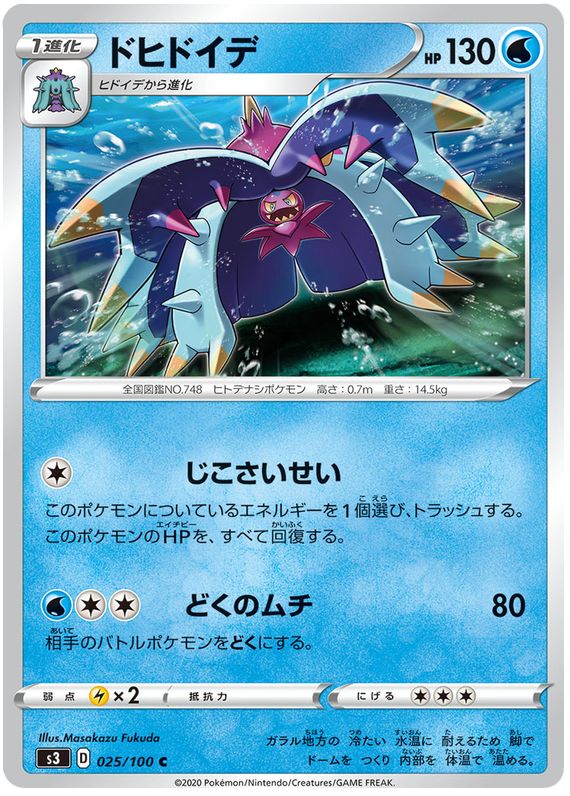 1進化
ドヒドイデ
HP130
ヒドイデから進化
全国図鑑NO.748 ヒトデナシポケモン 高さ:0.7m 重さ:14.5kg
じこさいせい
このポケモンについているエネルギーを1個選び、トラッシュする。
このポケモンのHPを、すべて回復する。
どくのムチ 80
相手のバトルポケモンをどくにする。
弱点 ×2 抵抗力 にげる
Illus.Masakazu Fukuda
s3 D 025/100 C
ガラル地方の 冷たい 水温に 耐えるため 脚で
ドームを つくり 内部を 体温で 温める。
©2020 Pokémon/Nintendo/Creatures/GAME FREAK.